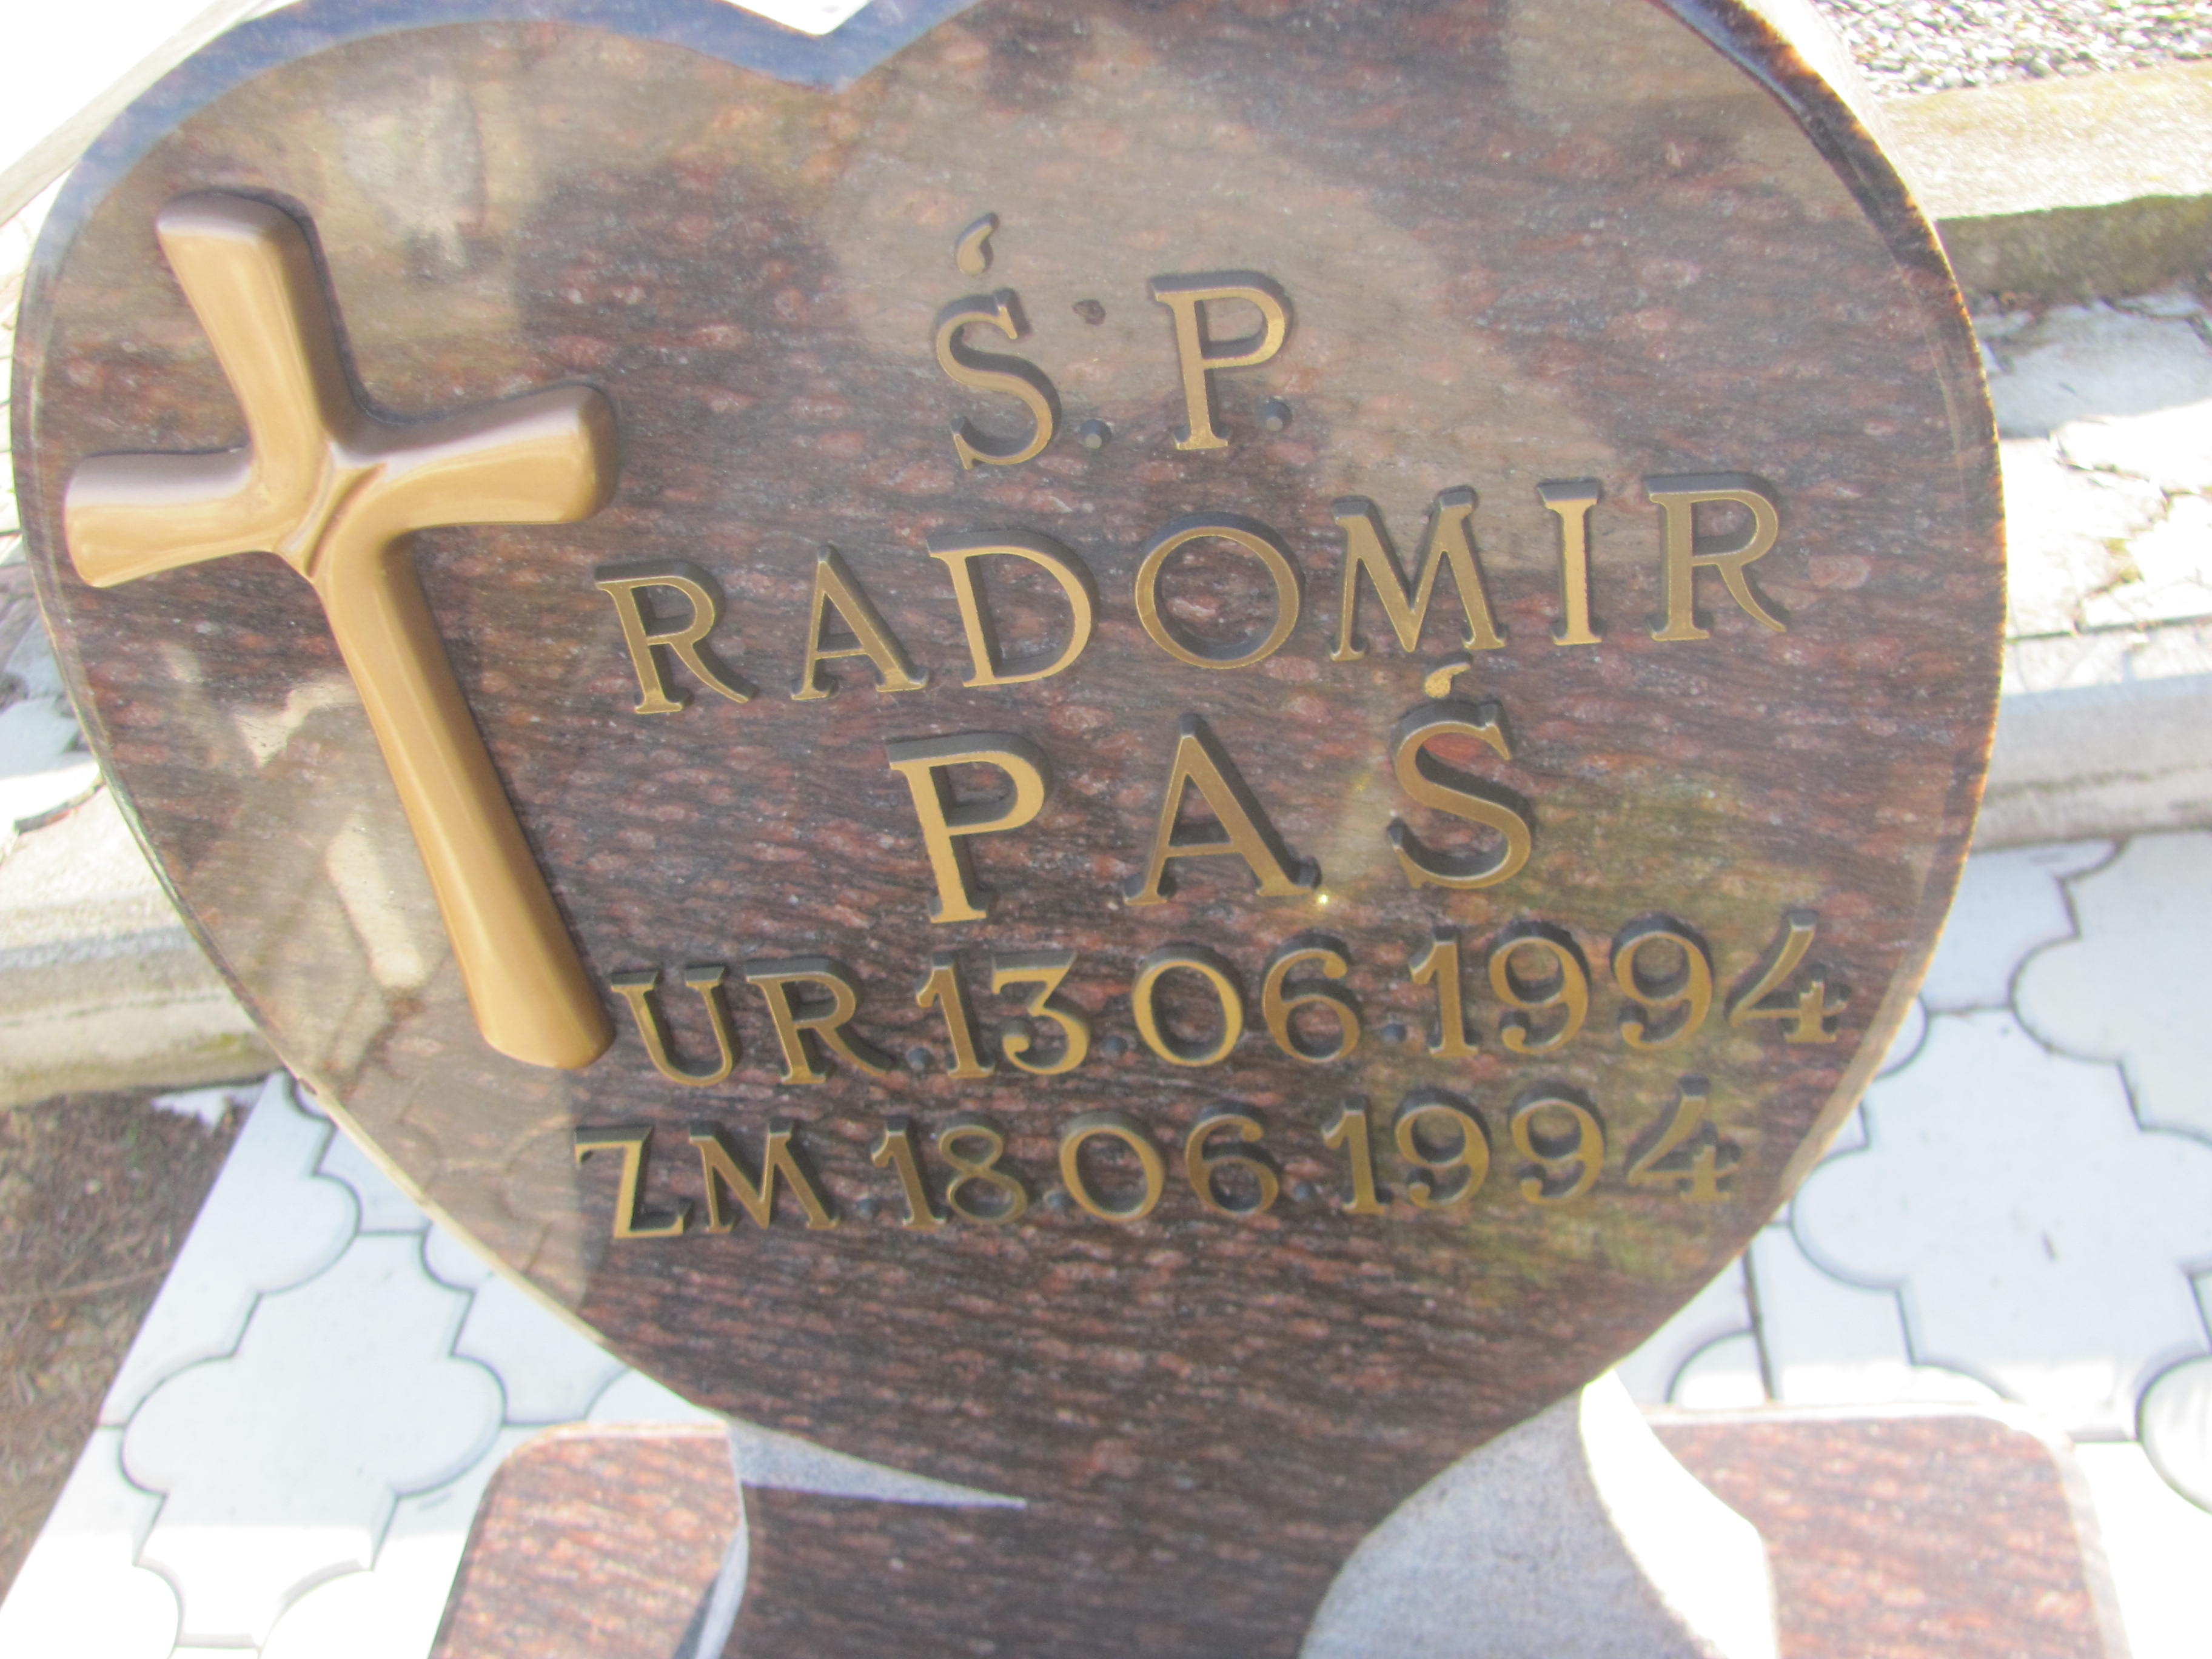 Ś.P.
RADOMIR
PAŚ
UR.13.06.1994
ZM.18.06.1994